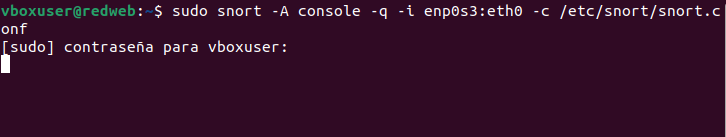 vboxuser@redweb:~$ sudo snort -A console -q -i enp0s3:eth0 -c /etc/snort/snort.c
onf
[sudo] contraseña para vboxuser: